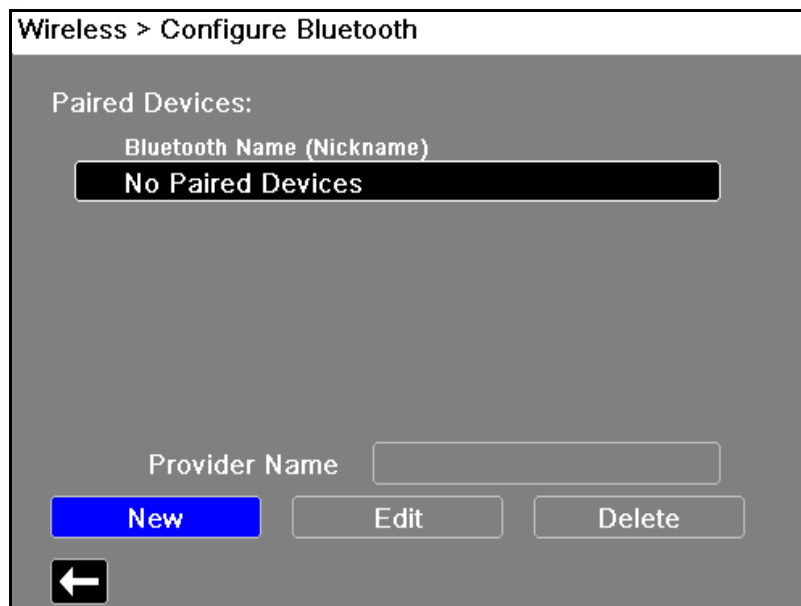 Wireless > Configure Bluetooth
Paired Devices:
Bluetooth Name (Nickname)
No Paired Devices
Provider Name
New Edit Delete